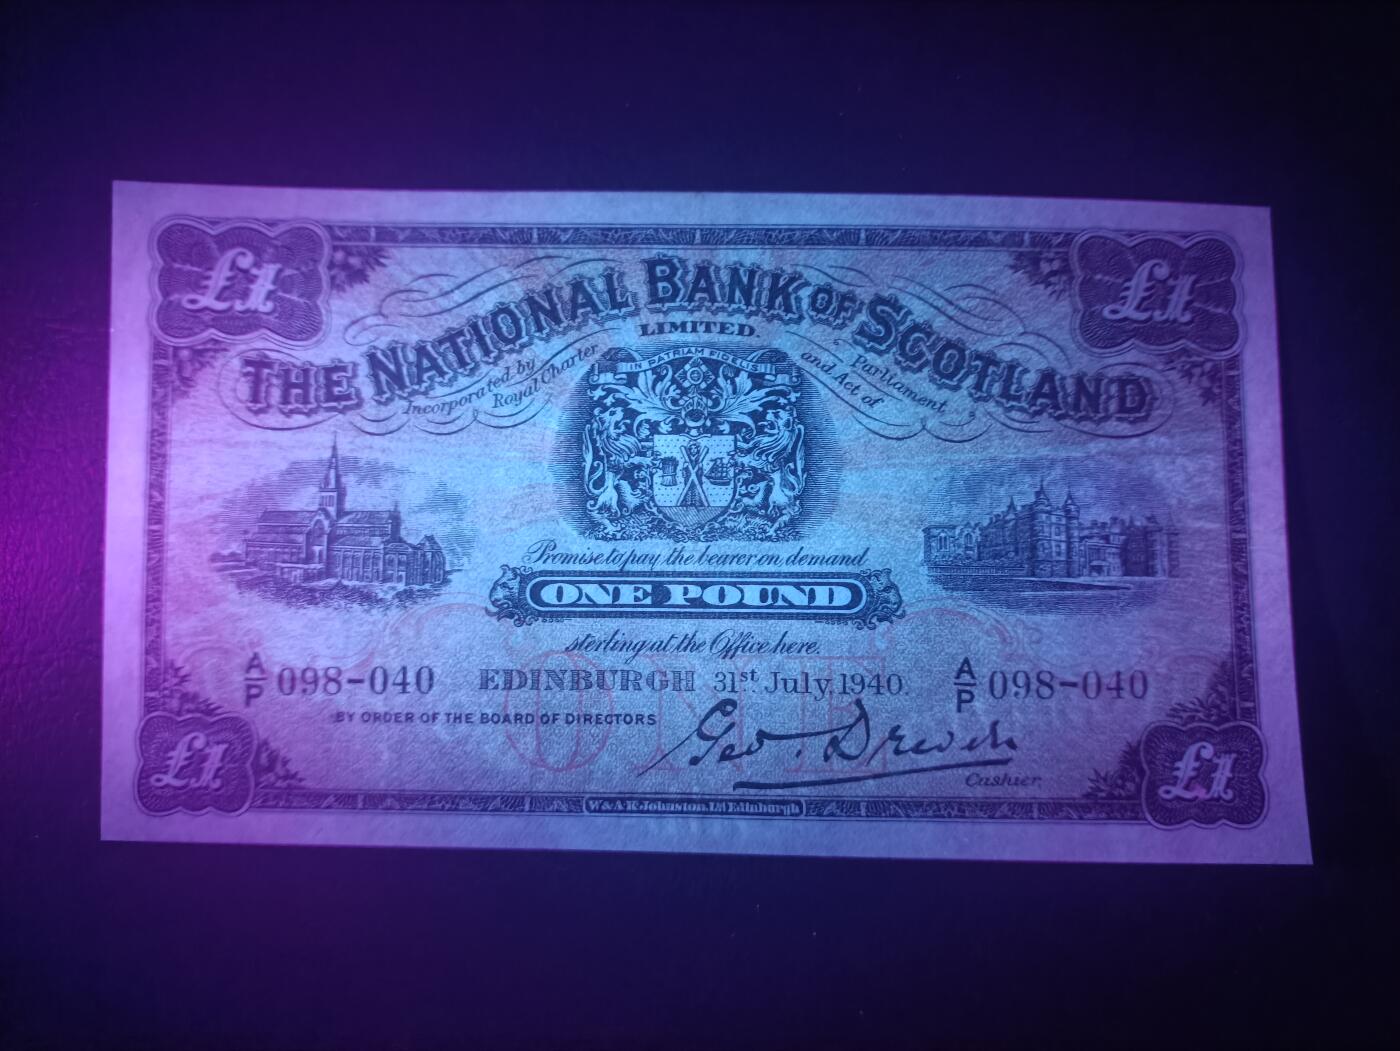 £1 £1
THE NATIONAL BANK OF SCOTLAND
LIMITED.
Incorporated by Royal Charter and Act of Parliament
IN PATRIAM FIDELIS
Promise to pay the bearer on demand
ONE POUND
sterling at the Office here.
A/P 098-040 EDINBURGH 31st July, 1940. A/P 098-040
BY ORDER OF THE BOARD OF DIRECTORS
ONE
Geo. Drewch
Cashier.
£1 £1
W. & A.K. Johnston, Ltd Edinburgh